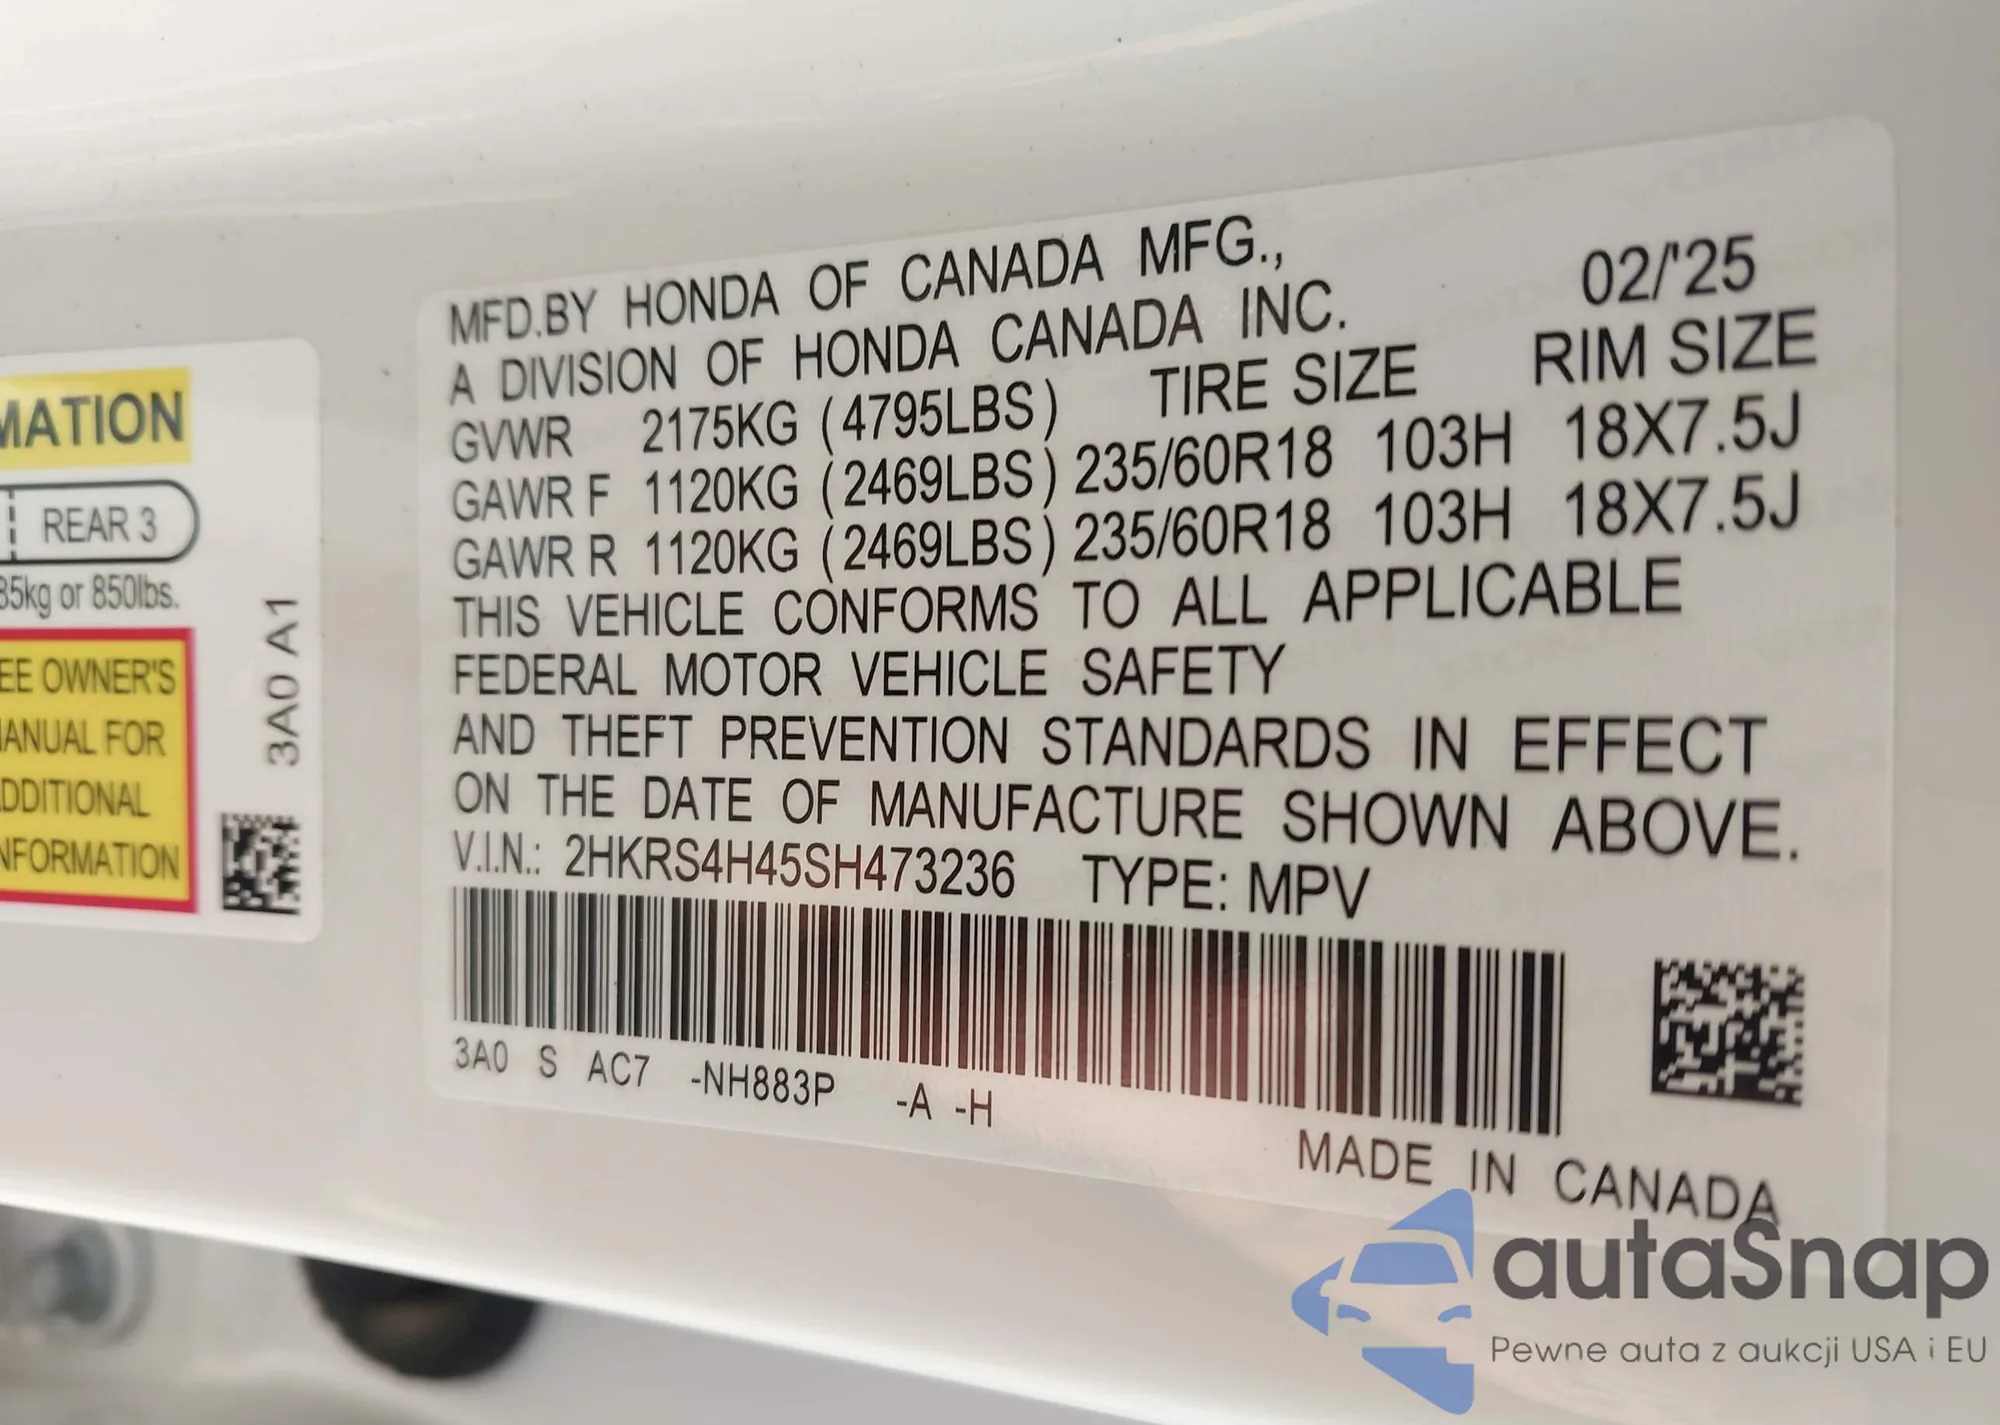 MATION
REAR 3
85kg or 850lbs.
EE OWNER'S
MANUAL FOR
ADDITIONAL
NFORMATION
3A0 A1
MFD.BY HONDA OF CANADA MFG., 02/'25
A DIVISION OF HONDA CANADA INC.
GVWR 2175KG (4795LBS) TIRE SIZE RIM SIZE
GAWR F 1120KG (2469LBS) 235/60R18 103H 18X7.5J
GAWR R 1120KG (2469LBS) 235/60R18 103H 18X7.5J
THIS VEHICLE CONFORMS TO ALL APPLICABLE
FEDERAL MOTOR VEHICLE SAFETY
AND THEFT PREVENTION STANDARDS IN EFFECT
ON THE DATE OF MANUFACTURE SHOWN ABOVE.
V.I.N.: 2HKRS4H45SH473236 TYPE: MPV
3A0 S AC7 -NH883P -A -H
MADE IN CANADA
autaSnap
Pewne auta z aukcji USA i EU